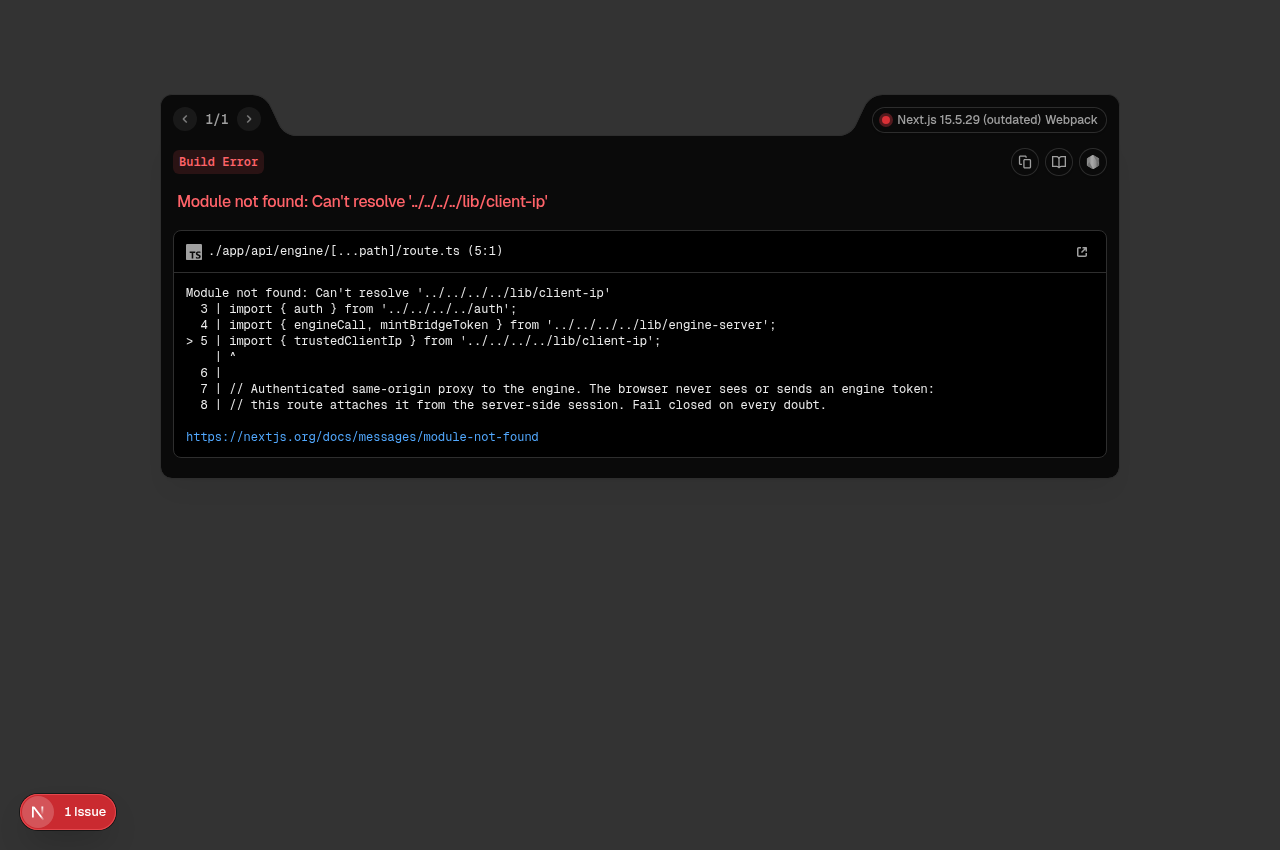 1/1
Next.js 15.5.29 (outdated) Webpack
Build Error
Module not found: Can't resolve '../../../../lib/client-ip'
TS ./app/api/engine/[...path]/route.ts (5:1)
Module not found: Can't resolve '../../../../lib/client-ip'
  3 | import { auth } from '../../../../auth';
  4 | import { engineCall, mintBridgeToken } from '../../../../lib/engine-server';
> 5 | import { trustedClientIp } from '../../../../lib/client-ip';
    | ^
  6 |
  7 | // Authenticated same-origin proxy to the engine. The browser never sees or sends an engine token:
  8 | // this route attaches it from the server-side session. Fail closed on every doubt.
https://nextjs.org/docs/messages/module-not-found
N 1 Issue